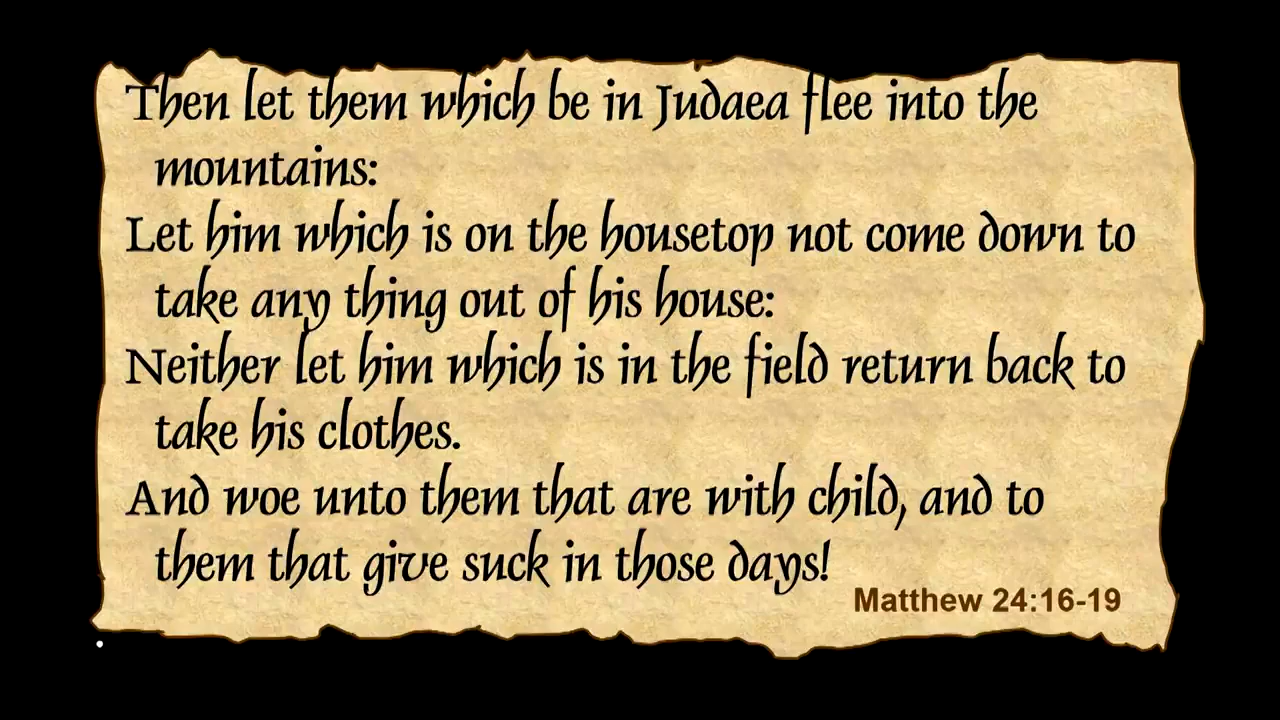 Then let them which be in Judaea flee into the
mountains:
Let him which is on the housetop not come down to
take any thing out of his house:
Neither let him which is in the field return back to
take his clothes.
And woe unto them that are with child, and to
them that give suck in those days!
Matthew 24:16-19